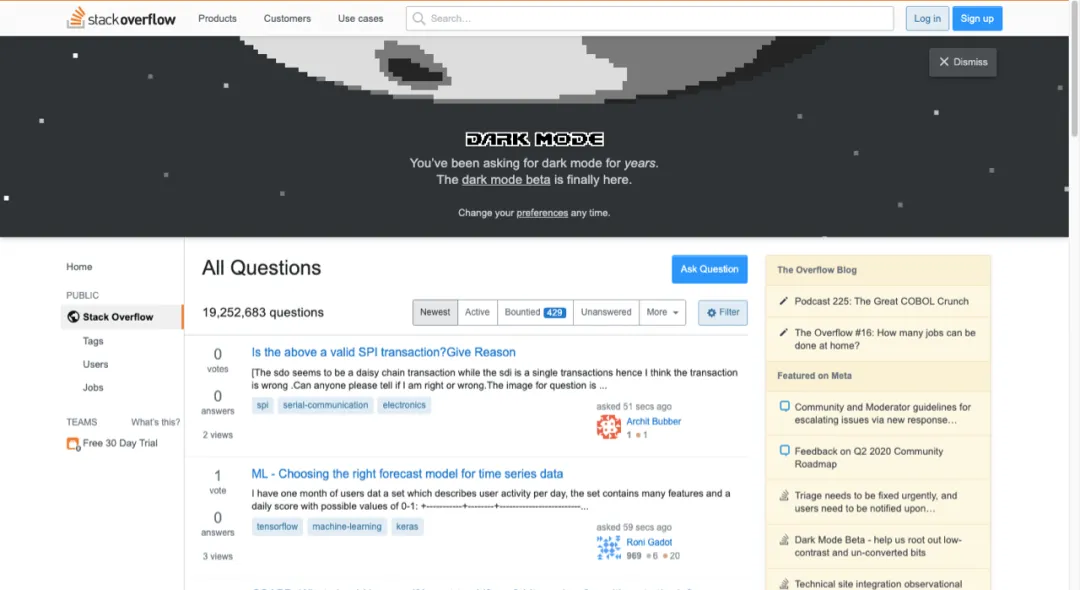 stackoverflow Products Customers Use cases Search... Log in Sign up
Dismiss
DARK MODE
You've been asking for dark mode for years.
The dark mode beta is finally here.
Change your preferences any time.
Home
PUBLIC
Stack Overflow
Tags
Users
Jobs
TEAMS What's this?
Free 30 Day Trial
All Questions
Ask Question
19,252,683 questions
Newest Active Bountied 429 Unanswered More Filter
0
votes
0
answers
2 views
Is the above a valid SPI transaction?Give Reason
[The sdo seems to be a daisy chain transaction while the sdi is a single transactions hence I think the transaction
is wrong .Can anyone please tell if I am right or wrong.The image for question is ...
spi serial-communication electronics
asked 51 secs ago
Archit Bubber
1 1
1
vote
0
answers
3 views
ML - Choosing the right forecast model for time series data
I have one month of users dat a set which describes user activity per day, the set contains many features and a
daily score with possible values of 0-1: +-----------+--------+------------------------...
tensorflow machine-learning keras
asked 59 secs ago
Roni Gadot
969 6 20
The Overflow Blog
Podcast 225: The Great COBOL Crunch
The Overflow #16: How many jobs can be
done at home?
Featured on Meta
Community and Moderator guidelines for
escalating issues via new response…
Feedback on Q2 2020 Community
Roadmap
Triage needs to be fixed urgently, and
users need to be notified upon…
Dark Mode Beta - help us root out low-
contrast and un-converted bits
Technical site integration observational